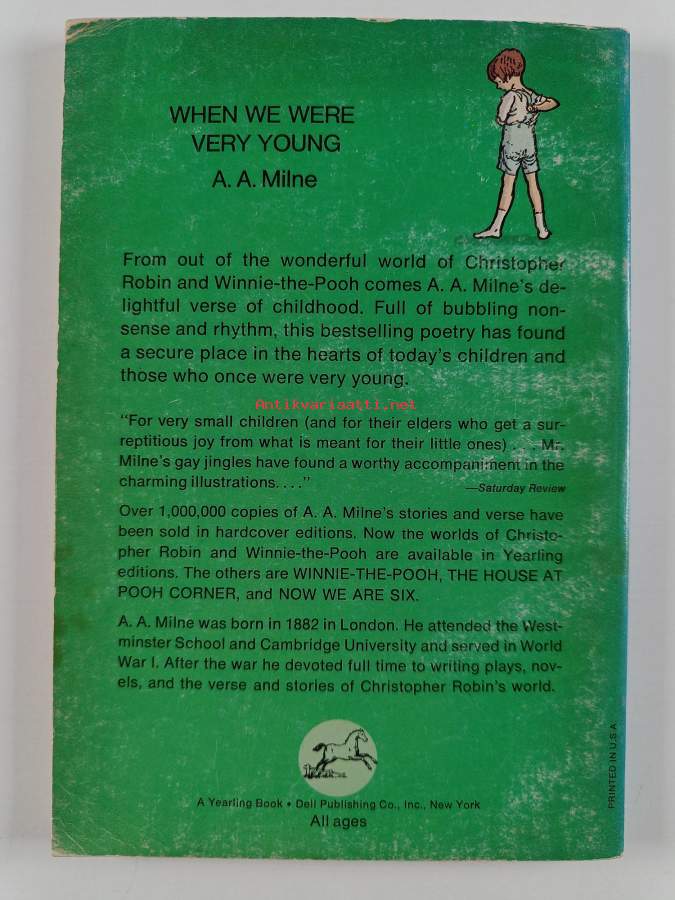 WHEN WE WERE
VERY YOUNG
A. A. Milne
From out of the wonderful world of Christopher
Robin and Winnie-the-Pooh comes A. A. Milne's de-
lightful verse of childhood. Full of bubbling non-
sense and rhythm, this bestselling poetry has found
a secure place in the hearts of today's children and
those who once were very young.
Antikvariaatti.net
"For very small children (and for their elders who get a sur-
reptitious joy from what is meant for their little ones) . . . Mr.
Milne's gay jingles have found a worthy accompaniment in the
charming illustrations. . . ."
—Saturday Review
Over 1,000,000 copies of A. A. Milne's stories and verse have
been sold in hardcover editions. Now the worlds of Christo-
pher Robin and Winnie-the-Pooh are available in Yearling
editions. The others are WINNIE-THE-POOH, THE HOUSE AT
POOH CORNER, and NOW WE ARE SIX.
A. A. Milne was born in 1882 in London. He attended the West-
minster School and Cambridge University and served in World
War I. After the war he devoted full time to writing plays, nov-
els, and the verse and stories of Christopher Robin's world.
A Yearling Book • Dell Publishing Co., Inc., New York
All ages
PRINTED IN U.S.A.